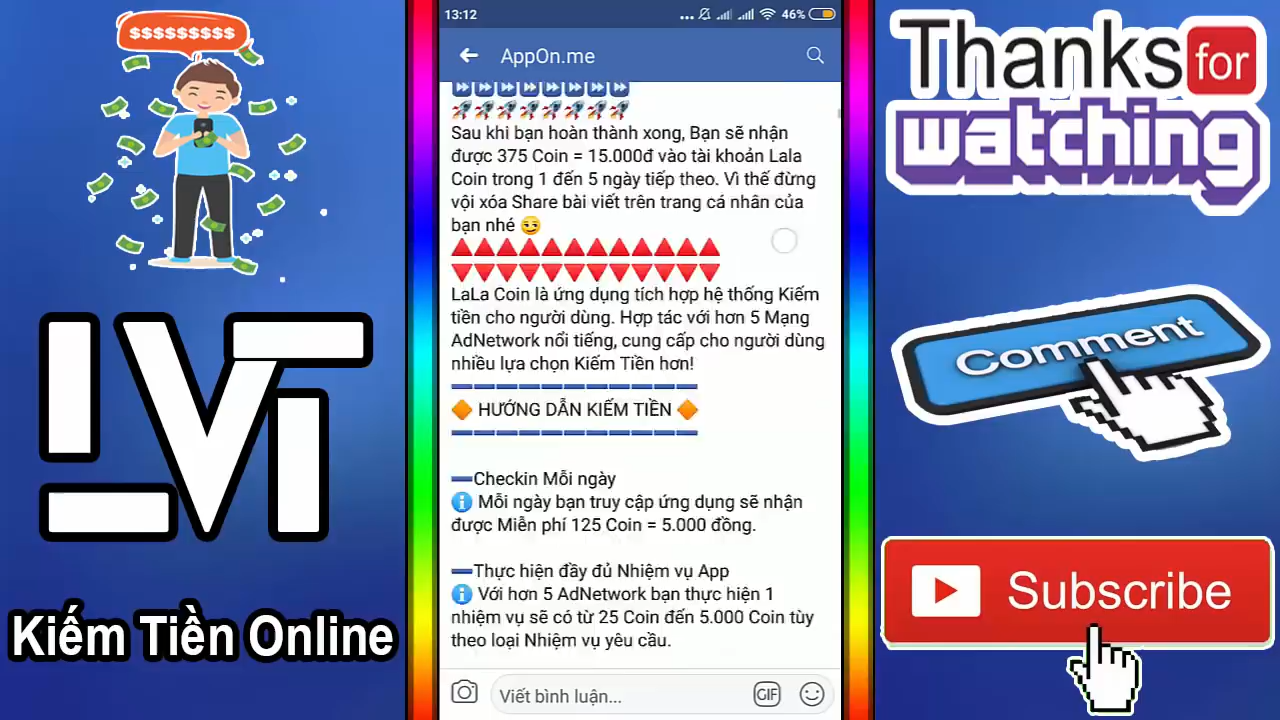 $$$$$$$$$
LVT
Kiếm Tiền Online
13:12
46%
AppOn.me
Sau khi bạn hoàn thành xong, Bạn sẽ nhận
được 375 Coin = 15.000đ vào tài khoản Lala
Coin trong 1 đến 5 ngày tiếp theo. Vì thế đừng
vội xóa Share bài viết trên trang cá nhân của
bạn nhé 😏
LaLa Coin là ứng dụng tích hợp hệ thống Kiếm
tiền cho người dùng. Hợp tác với hơn 5 Mạng
AdNetwork nổi tiếng, cung cấp cho người dùng
nhiều lựa chọn Kiếm Tiền hơn!
🔶 HƯỚNG DẪN KIẾM TIỀN 🔶
Checkin Mỗi ngày
ℹ️ Mỗi ngày bạn truy cập ứng dụng sẽ nhận
được Miễn phí 125 Coin = 5.000 đồng.
Thực hiện đầy đủ Nhiệm vụ App
ℹ️ Với hơn 5 AdNetwork bạn thực hiện 1
nhiệm vụ sẽ có từ 25 Coin đến 5.000 Coin tùy
theo loại Nhiệm vụ yêu cầu.
Viết bình luận...
GIF
Thanks for
watching
Comment
Subscribe